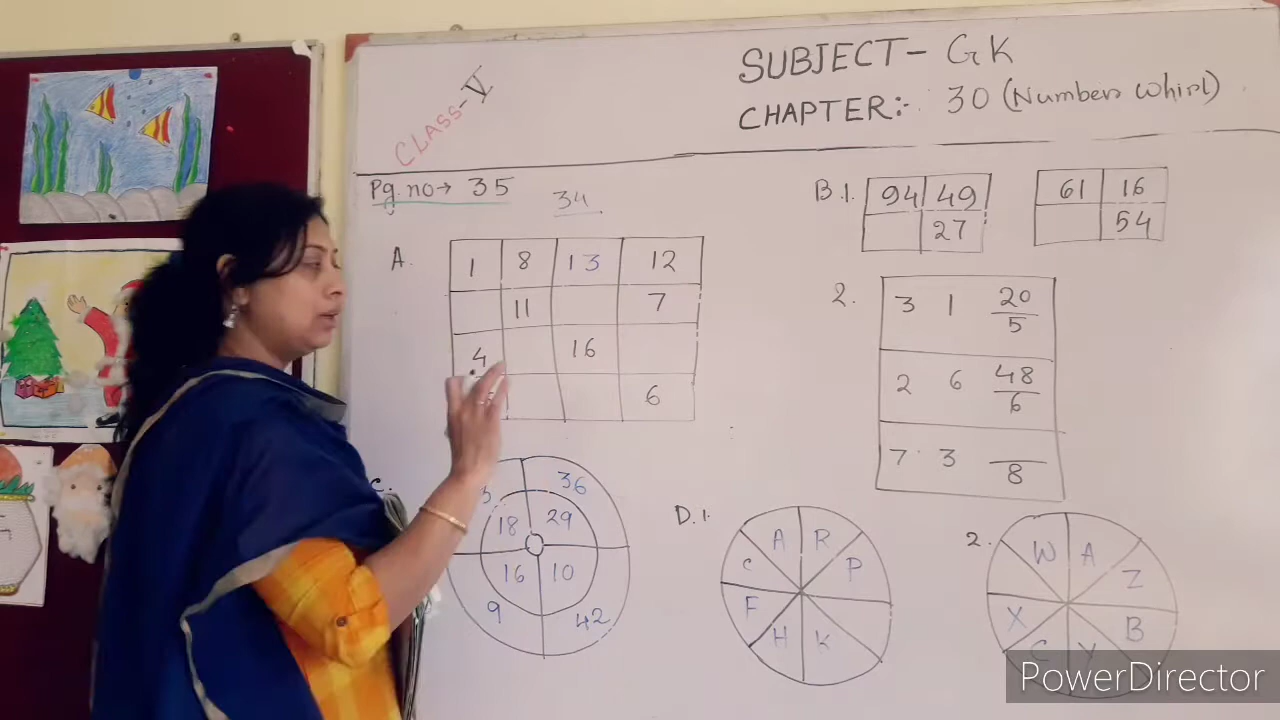 SUBJECT- GK
CLASS-V
CHAPTER:- 30 (Numbers Whirl)
Pg. no → 35
34
A.
1 8 13 12
11 7
4 16
6
B.1.
94 49
27
61 16
54
2.
3 1 20/5
2 6 48/6
7 3 /8
C.
3 36
18 29
16 10
9 42
D.1.
A R
C P
F
H K
2.
W A
Z
X B
C Y
PowerDirector